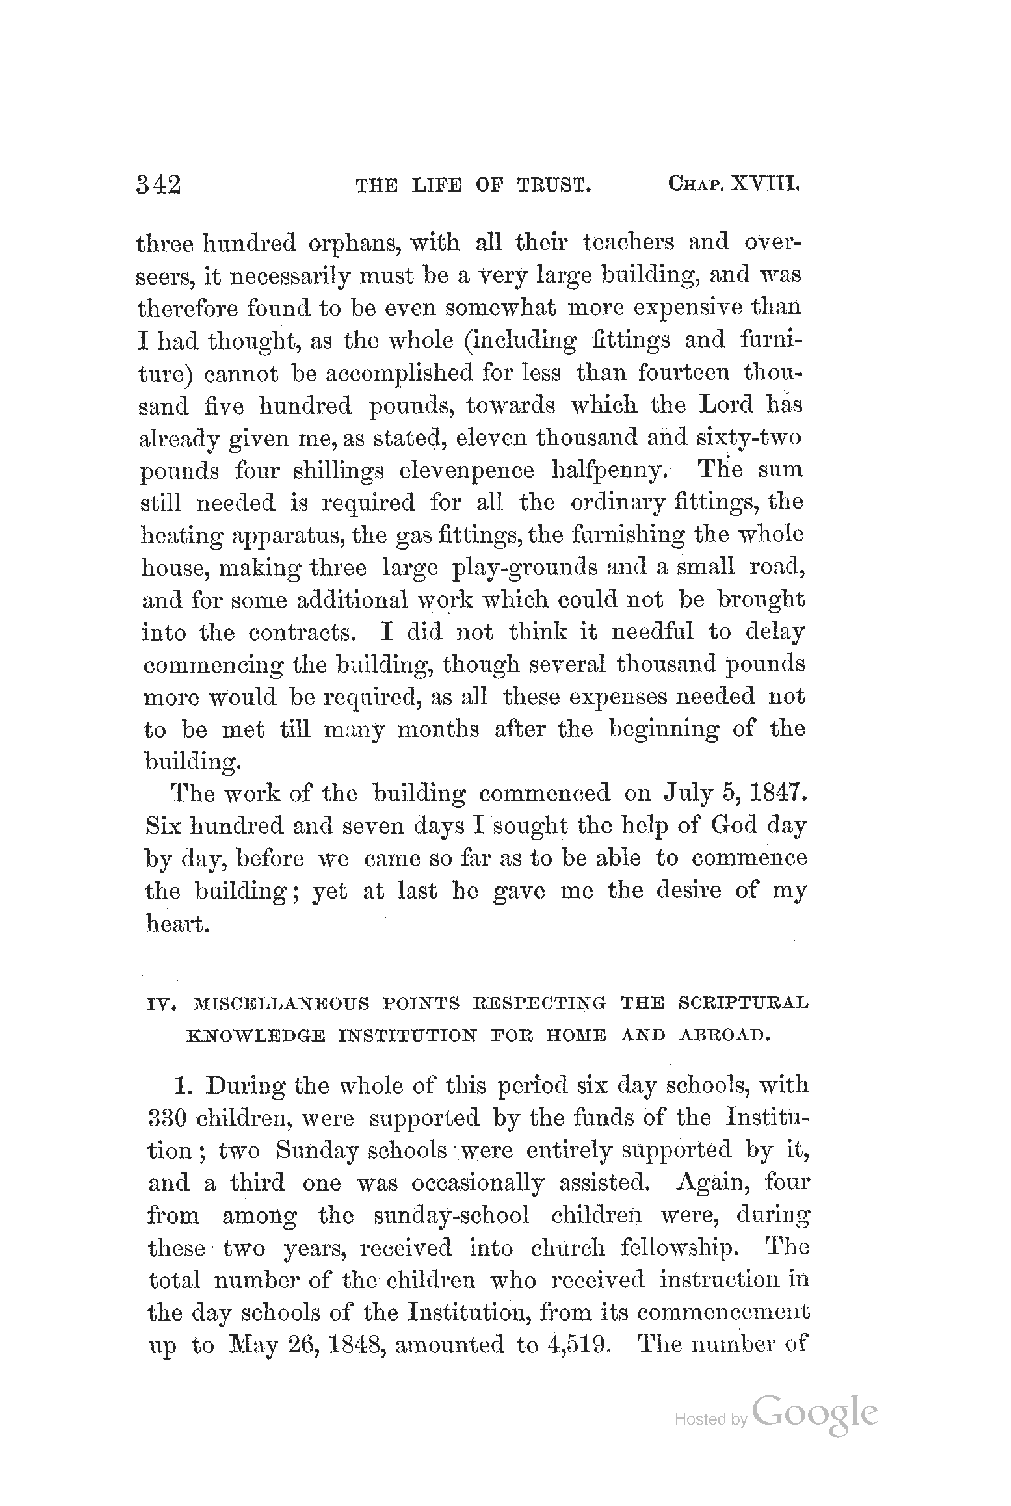 342 THE LIFE OF TRUST. CHAP. XVIII.
three hundred orphans, with all their teachers and over-
seers, it necessarily must be a very large building, and was
therefore found to be even somewhat more expensive than
I had thought, as the whole (including fittings and furni-
ture) cannot be accomplished for less than fourteen thou-
sand five hundred pounds, towards which the Lord has
already given me, as stated, eleven thousand and sixty-two
pounds four shillings elevenpence halfpenny. The sum
still needed is required for all the ordinary fittings, the
heating apparatus, the gas fittings, the furnishing the whole
house, making three large play-grounds and a small road,
and for some additional work which could not be brought
into the contracts. I did not think it needful to delay
commencing the building, though several thousand pounds
more would be required, as all these expenses needed not
to be met till many months after the beginning of the
building.
The work of the building commenced on July 5, 1847.
Six hundred and seven days I sought the help of God day
by day, before we came so far as to be able to commence
the building; yet at last he gave me the desire of my
heart.
IV. MISCELLANEOUS POINTS RESPECTING THE SCRIPTURAL
KNOWLEDGE INSTITUTION FOR HOME AND ABROAD.
1. During the whole of this period six day schools, with
330 children, were supported by the funds of the Institu-
tion; two Sunday schools were entirely supported by it,
and a third one was occasionally assisted. Again, four
from among the sunday-school children were, during
these two years, received into church fellowship. The
total number of the children who received instruction in
the day schools of the Institution, from its commencement
up to May 26, 1848, amounted to 4,519. The number of
Hosted by Google